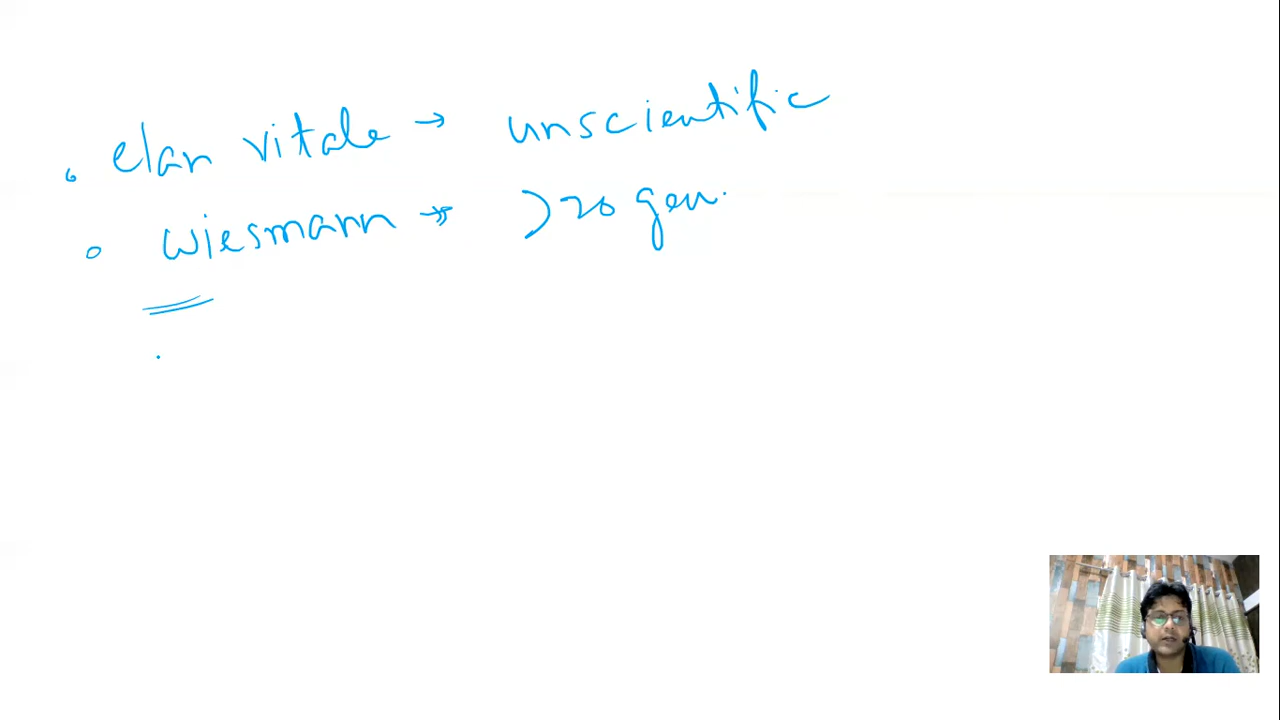 elan vitale → unscientific
wiesmann → >20 gen.